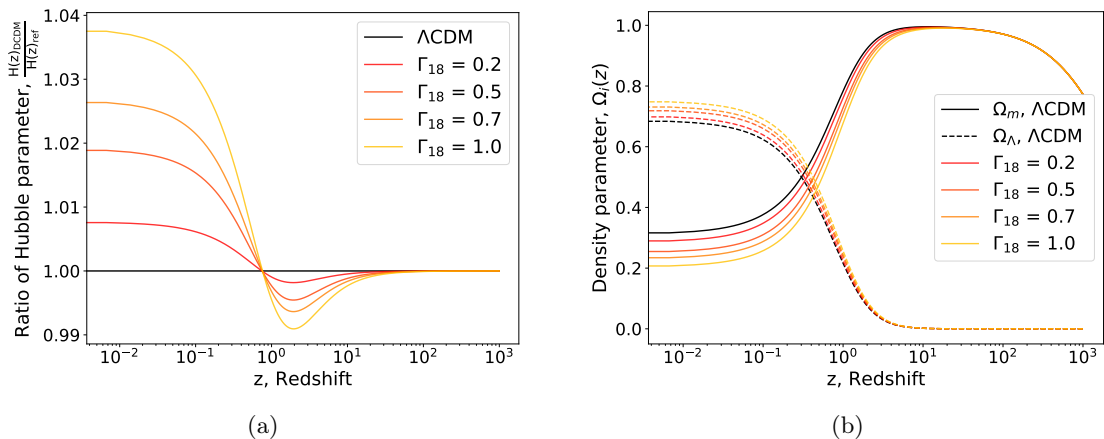 Ratio of Hubble parameter, H(z)_DCDM / H(z)_ref
1.04
1.03
1.02
1.01
1.00
0.99
ΛCDM
Γ₁₈ = 0.2
Γ₁₈ = 0.5
Γ₁₈ = 0.7
Γ₁₈ = 1.0
10⁻² 10⁻¹ 10⁰ 10¹ 10² 10³
z, Redshift
(a)
Density parameter, Ωᵢ(z)
1.0
0.8
0.6
0.4
0.2
0.0
Ωₘ, ΛCDM
Ω_Λ, ΛCDM
Γ₁₈ = 0.2
Γ₁₈ = 0.5
Γ₁₈ = 0.7
Γ₁₈ = 1.0
10⁻² 10⁻¹ 10⁰ 10¹ 10² 10³
z, Redshift
(b)